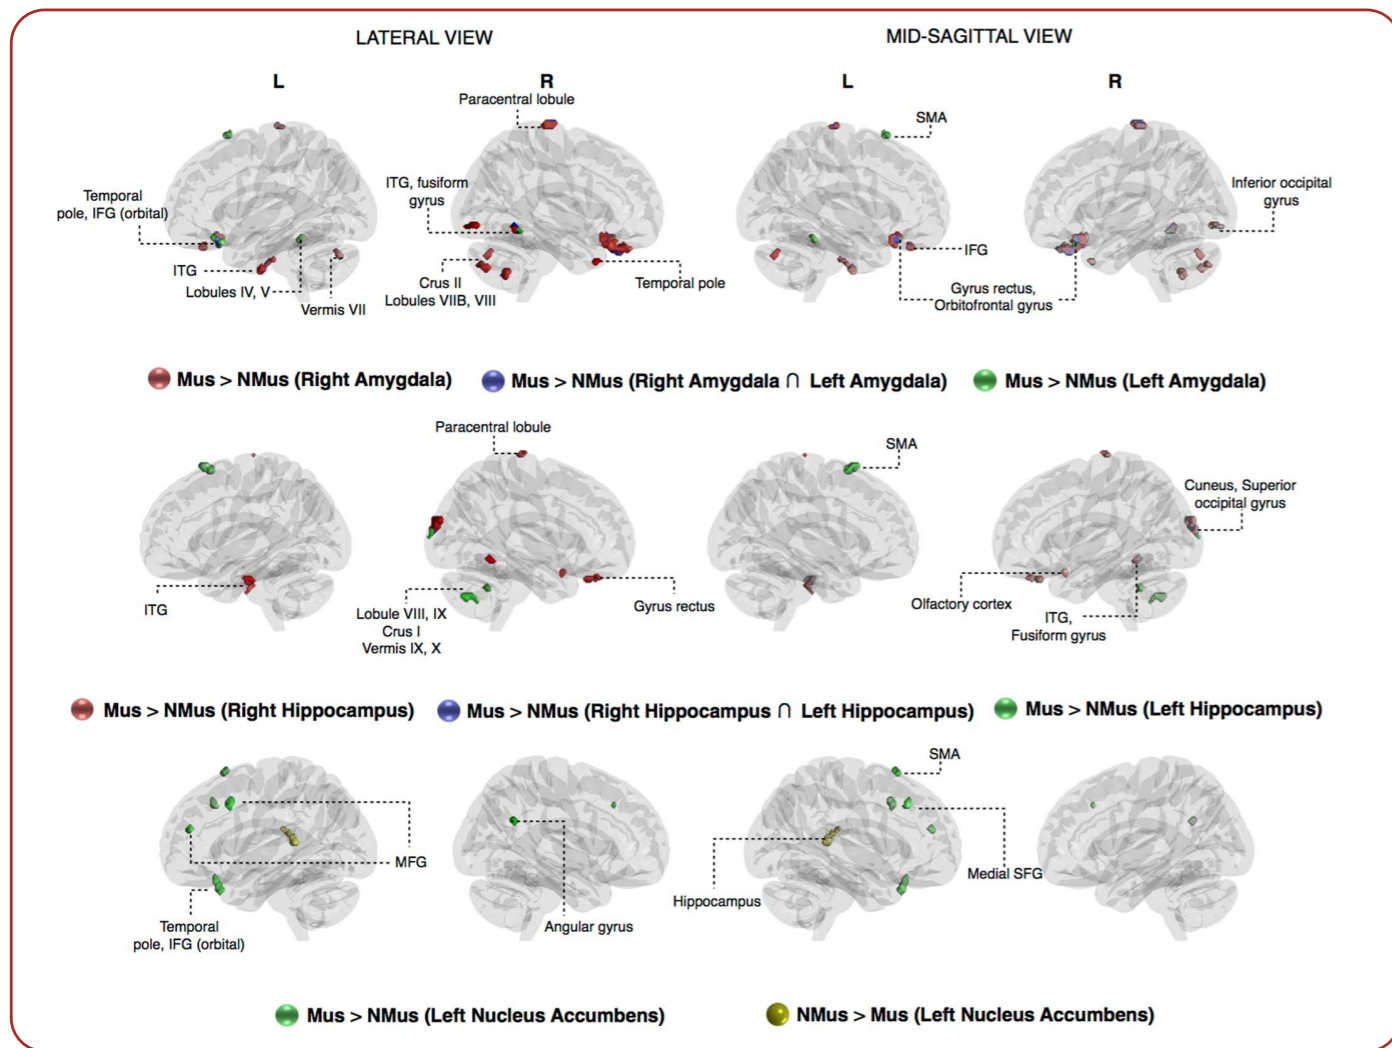 LATERAL VIEW
MID-SAGITTAL VIEW
L
R
L
R
Paracentral lobule
SMA
Temporal
pole, IFG (orbital)
ITG, fusiform
gyrus
Inferior occipital
gyrus
ITG
Lobules IV, V
Vermis VII
Crus II
Lobules VIIB, VIII
Temporal pole
IFG
Gyrus rectus,
Orbitofrontal gyrus
Mus > NMus (Right Amygdala)
Mus > NMus (Right Amygdala ∩ Left Amygdala)
Mus > NMus (Left Amygdala)
Paracentral lobule
SMA
Cuneus, Superior
occipital gyrus
ITG
Lobule VIII, IX
Crus I
Vermis IX, X
Gyrus rectus
Olfactory cortex
ITG,
Fusiform gyrus
Mus > NMus (Right Hippocampus)
Mus > NMus (Right Hippocampus ∩ Left Hippocampus)
Mus > NMus (Left Hippocampus)
SMA
MFG
Medial SFG
Temporal
pole, IFG (orbital)
Angular gyrus
Hippocampus
Mus > NMus (Left Nucleus Accumbens)
NMus > Mus (Left Nucleus Accumbens)